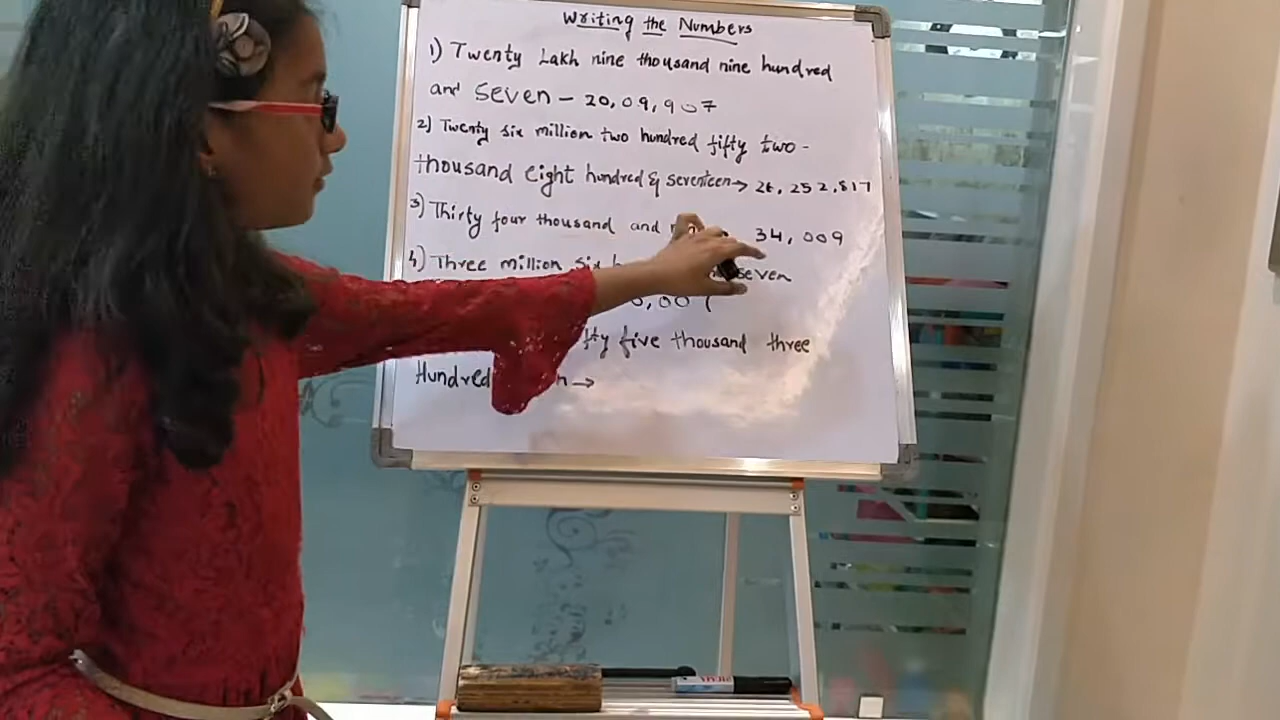 Writing the Numbers
1) Twenty Lakh nine thousand nine hundred
and seven - 20,09,907
2) Twenty six million two hundred fifty two-
thousand eight hundred & seventeen→ 26,252,817
3) Thirty four thousand and 34,009
4) Three million six seven
0,007
five thousand three
Hundred →